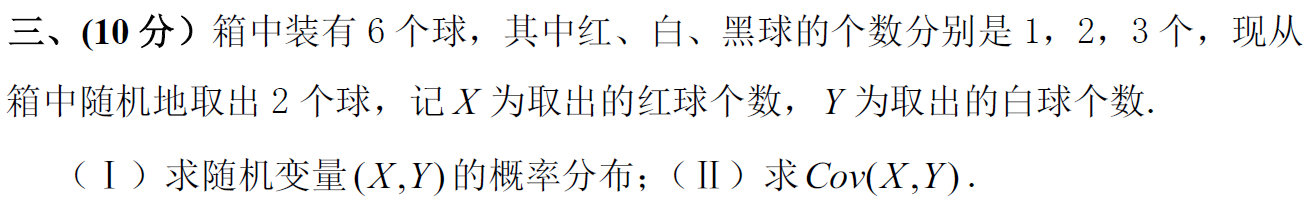 三、(10 分）箱中装有 6 个球，其中红、白、黑球的个数分别是 1，2，3 个，现从
箱中随机地取出 2 个球，记 X 为取出的红球个数，Y 为取出的白球个数.
（Ⅰ）求随机变量(X,Y)的概率分布;（Ⅱ）求Cov(X,Y).